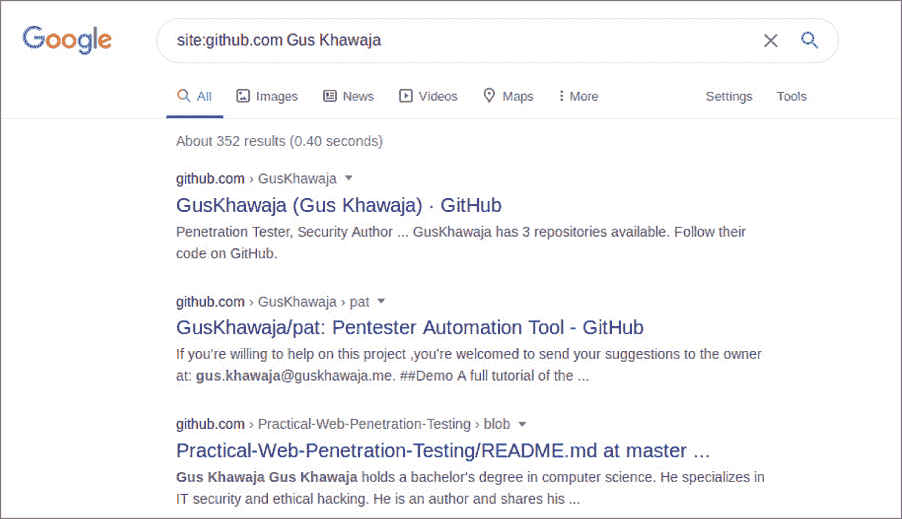 Google
site:github.com Gus Khawaja
All Images News Videos Maps More Settings Tools
About 352 results (0.40 seconds)
github.com › GusKhawaja
GusKhawaja (Gus Khawaja) · GitHub
Penetration Tester, Security Author ... GusKhawaja has 3 repositories available. Follow their
code on GitHub.
github.com › GusKhawaja › pat
GusKhawaja/pat: Pentester Automation Tool - GitHub
If you're willing to help on this project ,you're welcomed to send your suggestions to the owner
at: gus.khawaja@guskhawaja.me. ##Demo A full tutorial of the ...
github.com › Practical-Web-Penetration-Testing › blob
Practical-Web-Penetration-Testing/README.md at master ...
Gus Khawaja Gus Khawaja holds a bachelor's degree in computer science. He specializes in
IT security and ethical hacking. He is an author and shares his ...